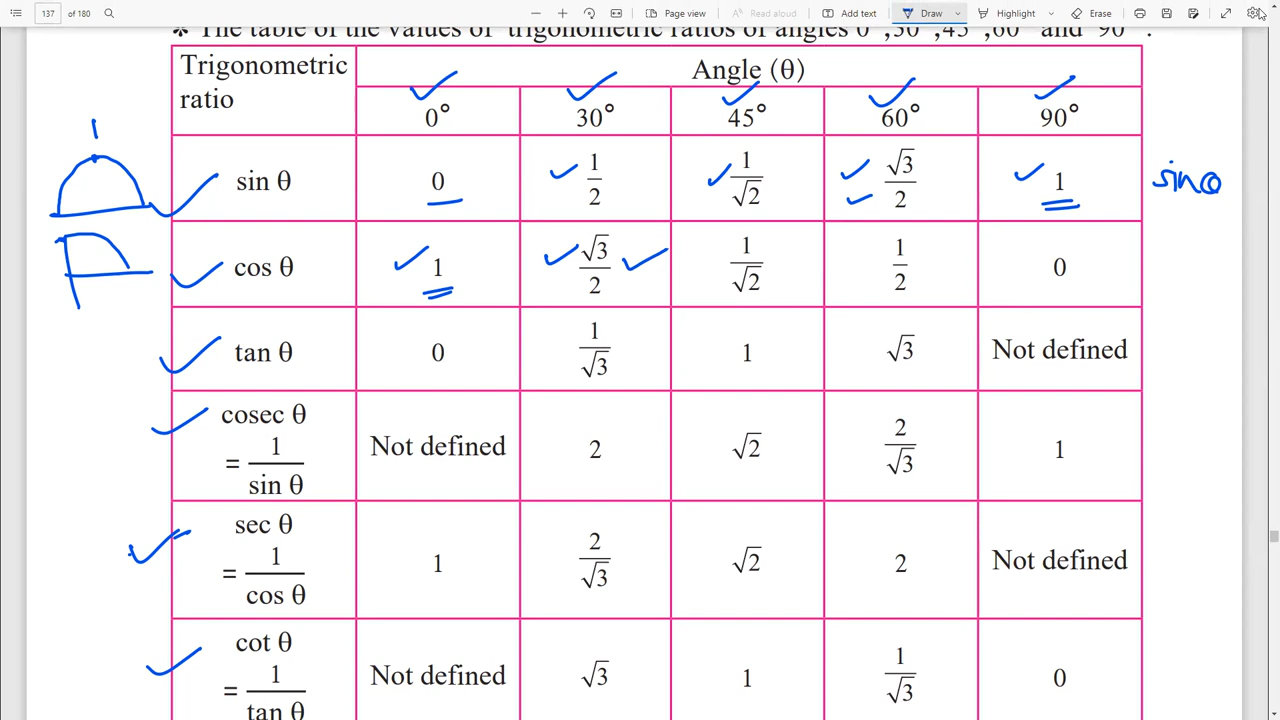 137 of 180 Page view Read aloud Add text Draw Highlight Erase
* The table of the values of trigonometric ratios of angles 0°, 30°, 45°, 60° and 90°.
Trigonometric ratio Angle (θ)
0° 30° 45° 60° 90°
sin θ 0 1/2 1/√2 √3/2 1 sinθ
cos θ 1 √3/2 1/√2 1/2 0
tan θ 0 1/√3 1 √3 Not defined
cosec θ = 1/sin θ Not defined 2 √2 2/√3 1
sec θ = 1/cos θ 1 2/√3 √2 2 Not defined
cot θ = 1/tan θ Not defined √3 1 1/√3 0